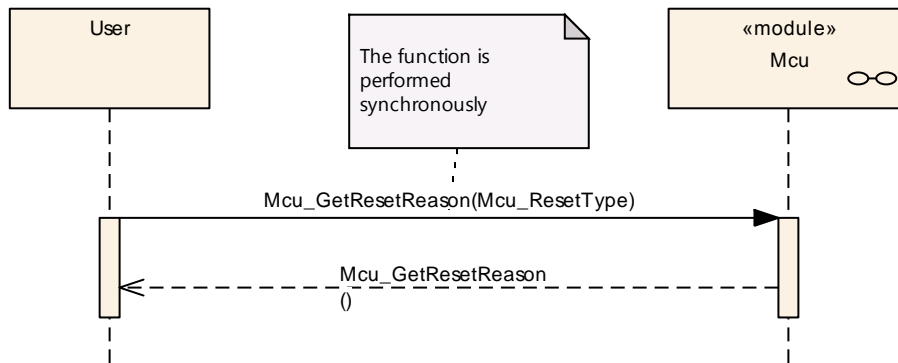 User
The function is
performed
synchronously
«module»
Mcu
Mcu_GetResetReason(Mcu_ResetType)
Mcu_GetResetReason
()